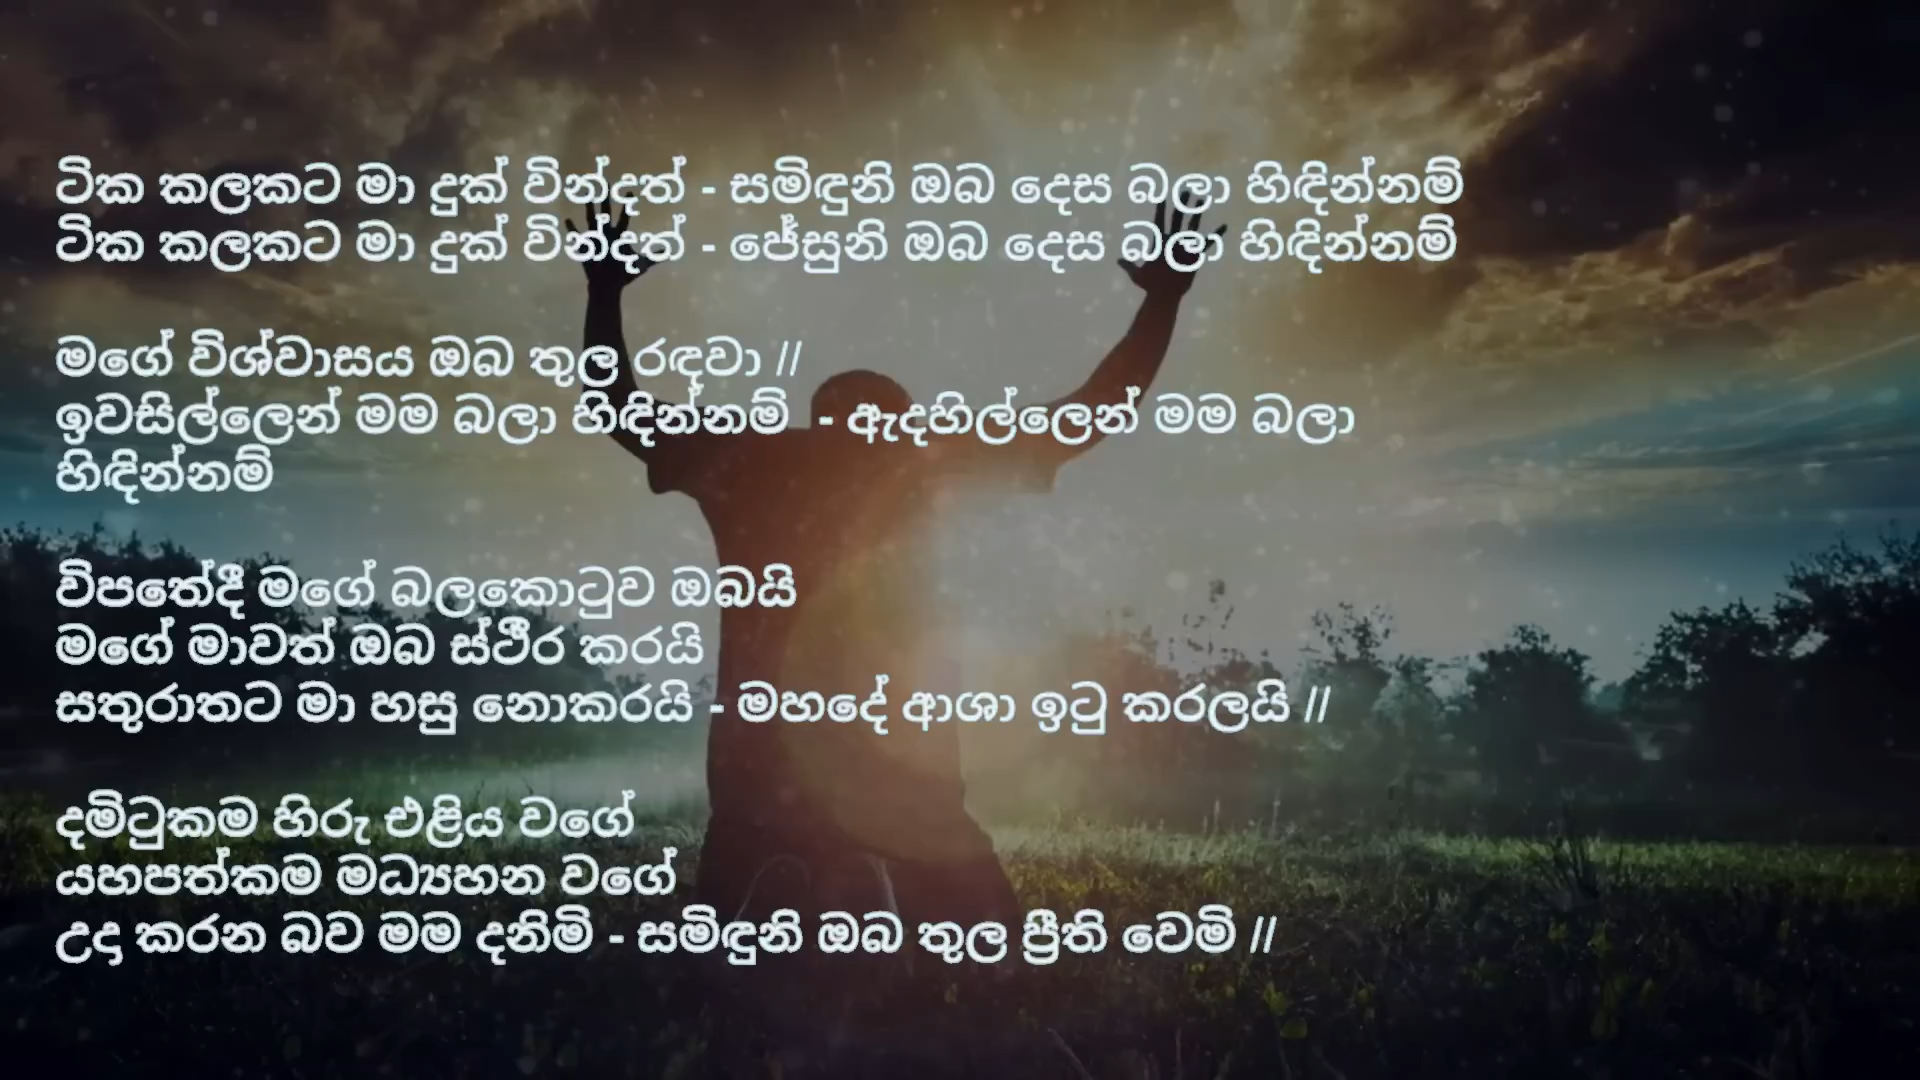 ටික කලකට මා දුක් වින්දත් - සමිඳුනි ඔබ දෙස බලා හිඳින්නම්
ටික කලකට මා දුක් වින්දත් - ජේසුනි ඔබ දෙස බලා හිඳින්නම්
මගේ විශ්වාසය ඔබ තුල රඳවා //
ඉවසිල්ලෙන් මම බලා හිඳින්නම්  - ඇදහිල්ලෙන් මම බලා
හිඳින්නම්
විපතේදී මගේ බලකොටුව ඔබයි
මගේ මාවත් ඔබ ස්ථීර කරයි
සතුරාතට මා හසු නොකරයි - මහදේ ආශා ඉටු කරලයි //
දමිටුකම හිරු එළිය වගේ
යහපත්කම මධ්‍යහන වගේ
උදා කරන බව මම දනිමි - සමිඳුනි ඔබ තුල ප්‍රීති වෙමි //